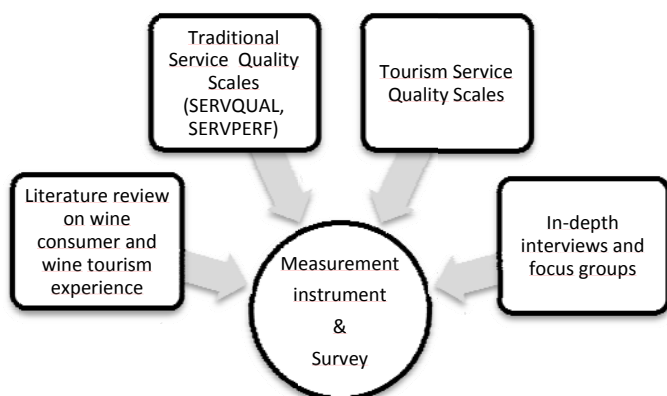 Traditional
Service Quality
Scales
(SERVQUAL,
SERVPERF)
Tourism Service
Quality Scales
Literature review
on wine
consumer and
wine tourism
experience
In-depth
interviews and
focus groups
Measurement
instrument
&
Survey